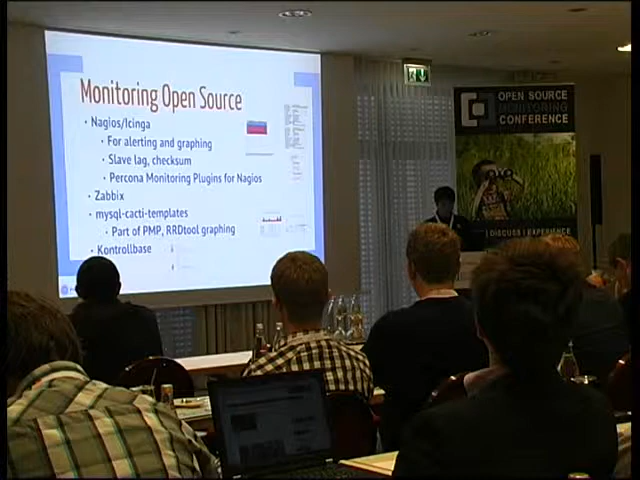 Monitoring Open Source
• Nagios/Icinga
• For alerting and graphing
• Slave lag, checksum
• Percona Monitoring Plugins for Nagios
• Zabbix
• mysql-cacti-templates
• Part of PMP, RRDtool graphing
• Kontrollbase
OPEN SOURCE
MONITORING
CONFERENCE
| DISCUSS | EXPERIENCE